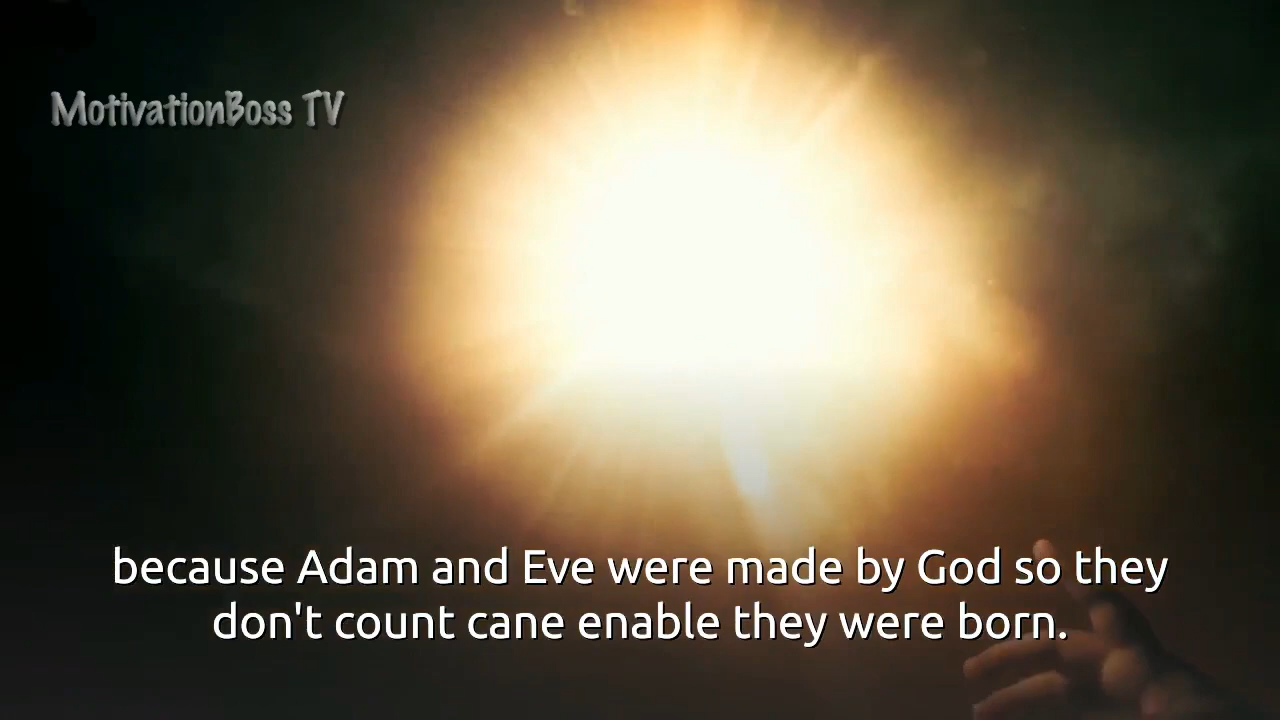 MotivationBoss TV
because Adam and Eve were made by God so they
don't count cane enable they were born.